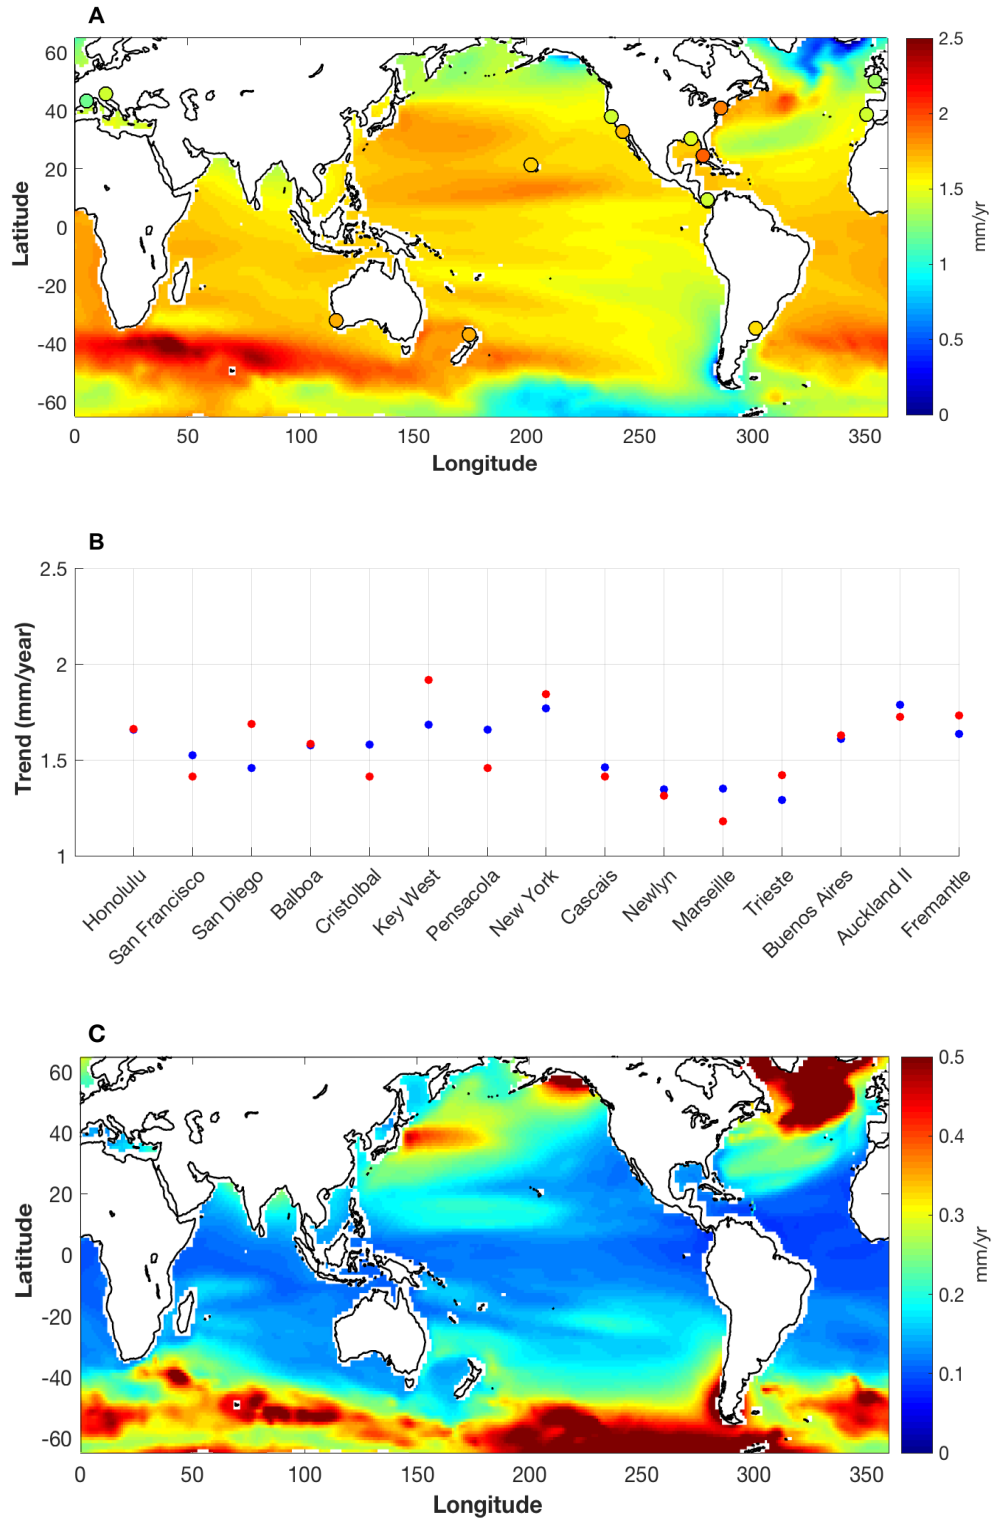 A
60
40
20
0
-20
-40
-60
Latitude
0 50 100 150 200 250 300 350
Longitude
2.5
2
1.5
1
0.5
0
mm/yr
B
2.5
2
1.5
1
Trend (mm/year)
Honolulu
San Francisco
San Diego
Balboa
Cristolbal
Key West
Pensacola
New York
Cascais
Newlyn
Marseille
Trieste
Buenos Aires
Auckland II
Fremantle
C
60
40
20
0
-20
-40
-60
Latitude
0 50 100 150 200 250 300 350
Longitude
0.5
0.4
0.3
0.2
0.1
0
mm/yr